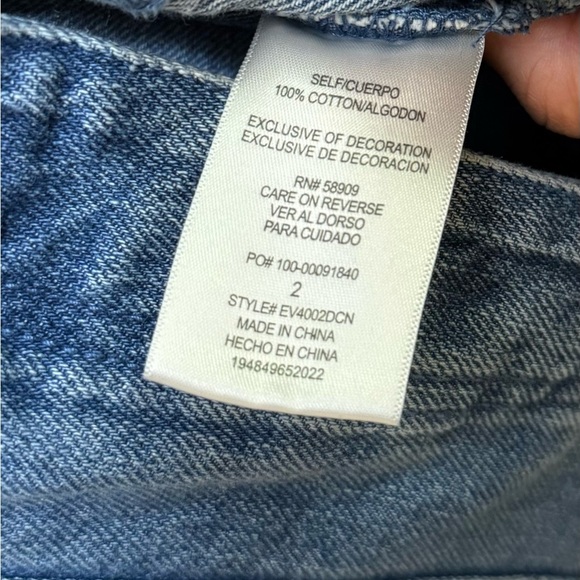 SELF/CUERPO
100% COTTON/ALGODON
EXCLUSIVE OF DECORATION
EXCLUSIVE DE DECORACION
RN# 58909
CARE ON REVERSE
VER AL DORSO
PARA CUIDADO
PO# 100-00091840
2
STYLE# EV4002DCN
MADE IN CHINA
HECHO EN CHINA
194849652022